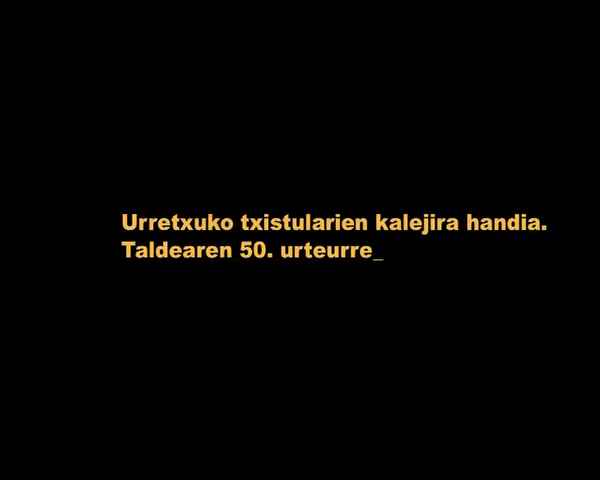 Urretxuko txistularien kalejira handia.
Taldearen 50. urteurre_